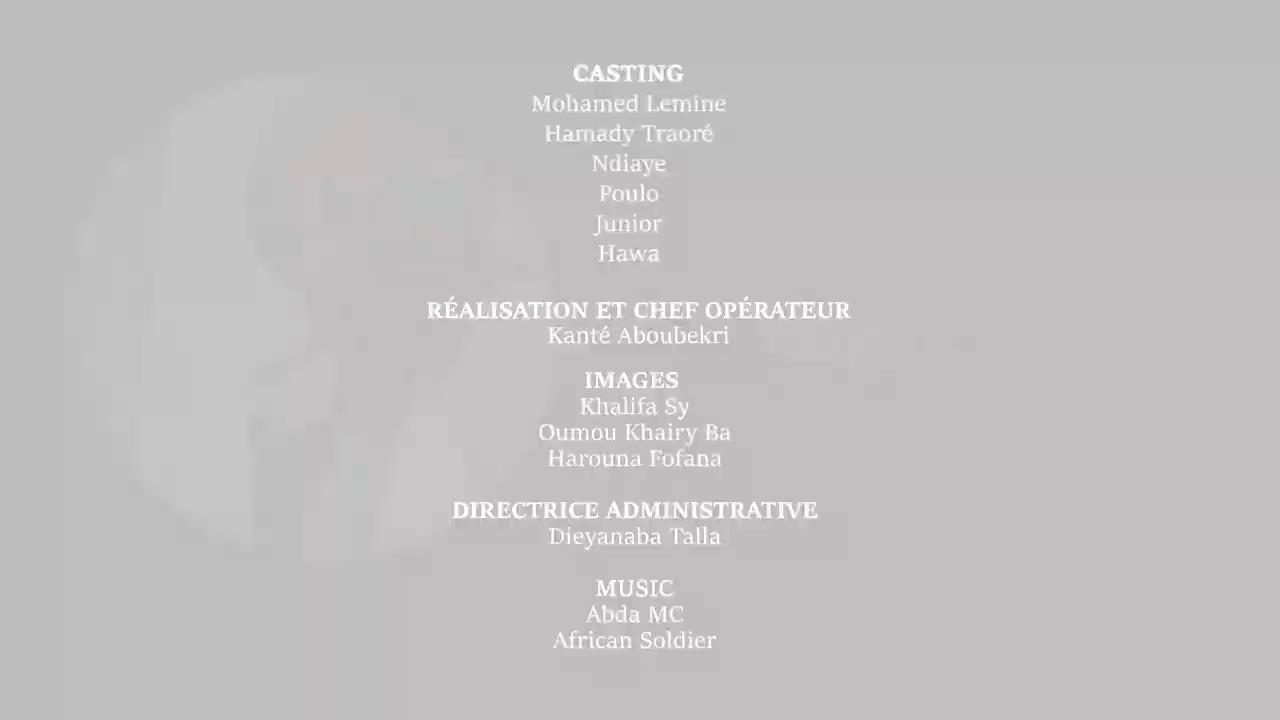 CASTING
Mohamed Lemine
Hamady Traoré
Ndiaye
Poulo
Junior
Hawa
RÉALISATION ET CHEF OPÉRATEUR
Kanté Aboubekri
IMAGES
Khalifa Sy
Oumou Khairy Ba
Harouna Fofana
DIRECTRICE ADMINISTRATIVE
Dieyanaba Talla
MUSIC
Abda MC
African Soldier